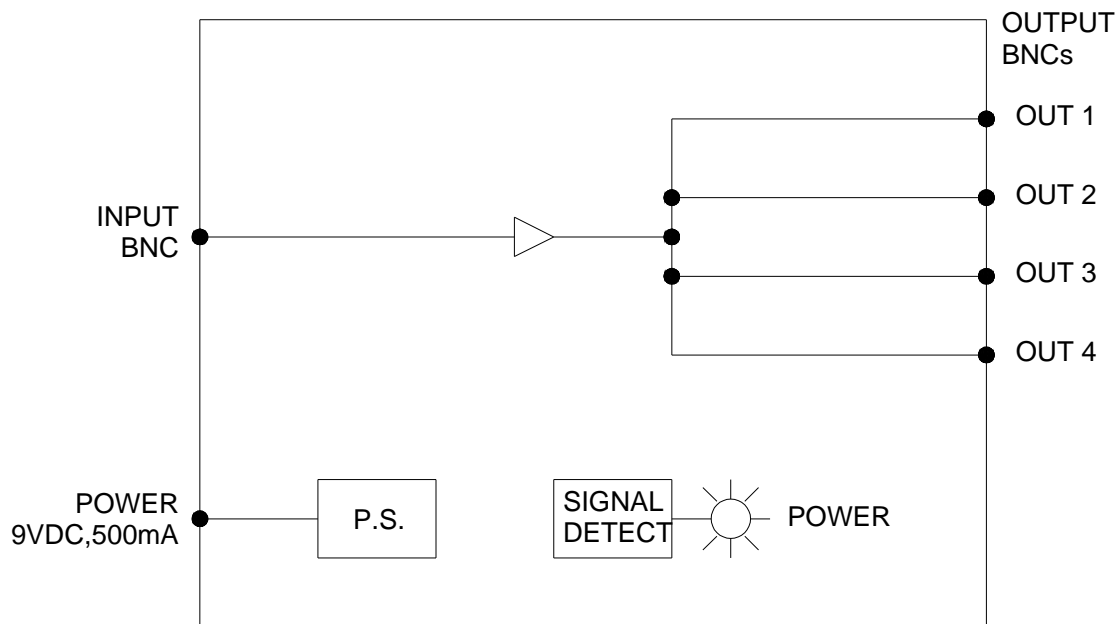 OUTPUT
BNCs
OUT 1
OUT 2
INPUT
BNC
OUT 3
OUT 4
POWER
9VDC,500mA
P.S.
SIGNAL
DETECT
POWER